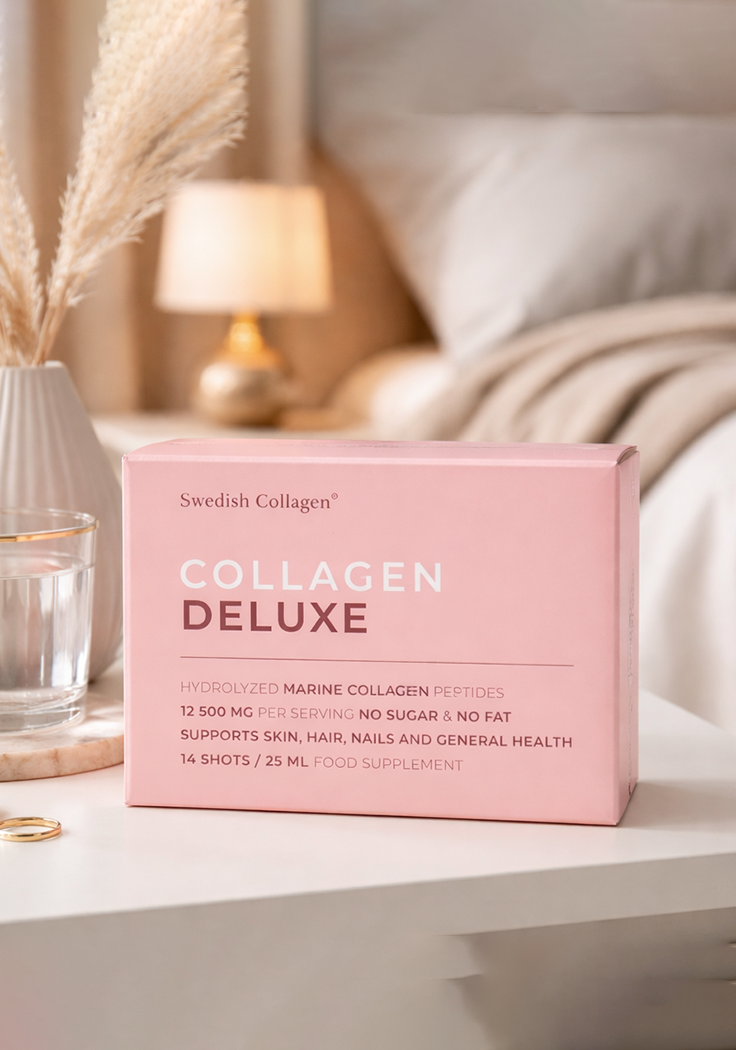 Swedish Collagen®
COLLAGEN
DELUXE
HYDROLYZED MARINE COLLAGEN PEPTIDES
12 500 MG PER SERVING NO SUGAR & NO FAT
SUPPORTS SKIN, HAIR, NAILS AND GENERAL HEALTH
14 SHOTS / 25 ML FOOD SUPPLEMENT